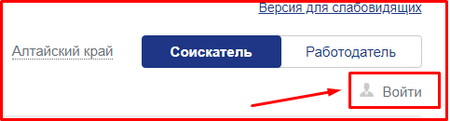 Версия для слабовидящих
Алтайский край Соискатель Работодатель
Войти